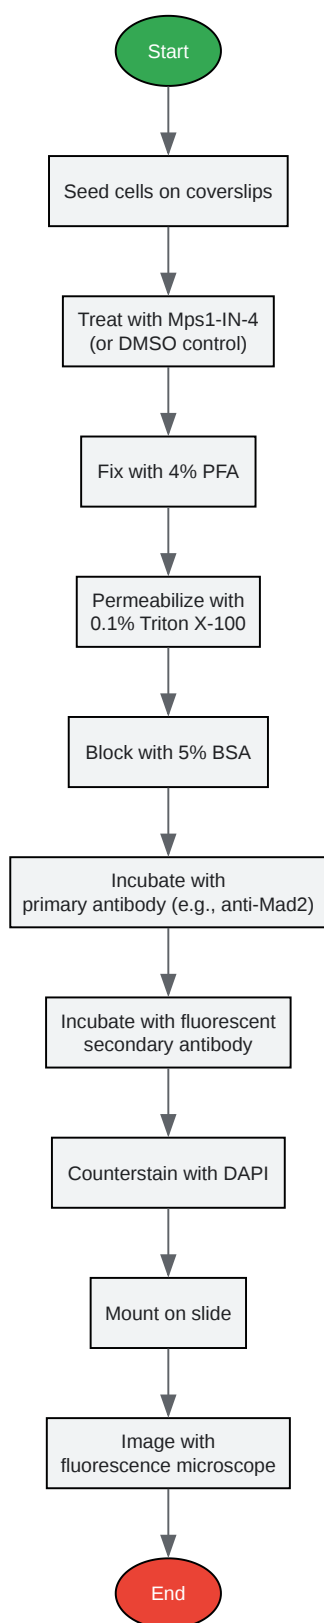 Start
Seed cells on coverslips
Treat with Mps1-IN-4
(or DMSO control)
Fix with 4% PFA
Permeabilize with
0.1% Triton X-100
Block with 5% BSA
Incubate with
primary antibody (e.g., anti-Mad2)
Incubate with fluorescent
secondary antibody
Counterstain with DAPI
Mount on slide
Image with
fluorescence microscope
End